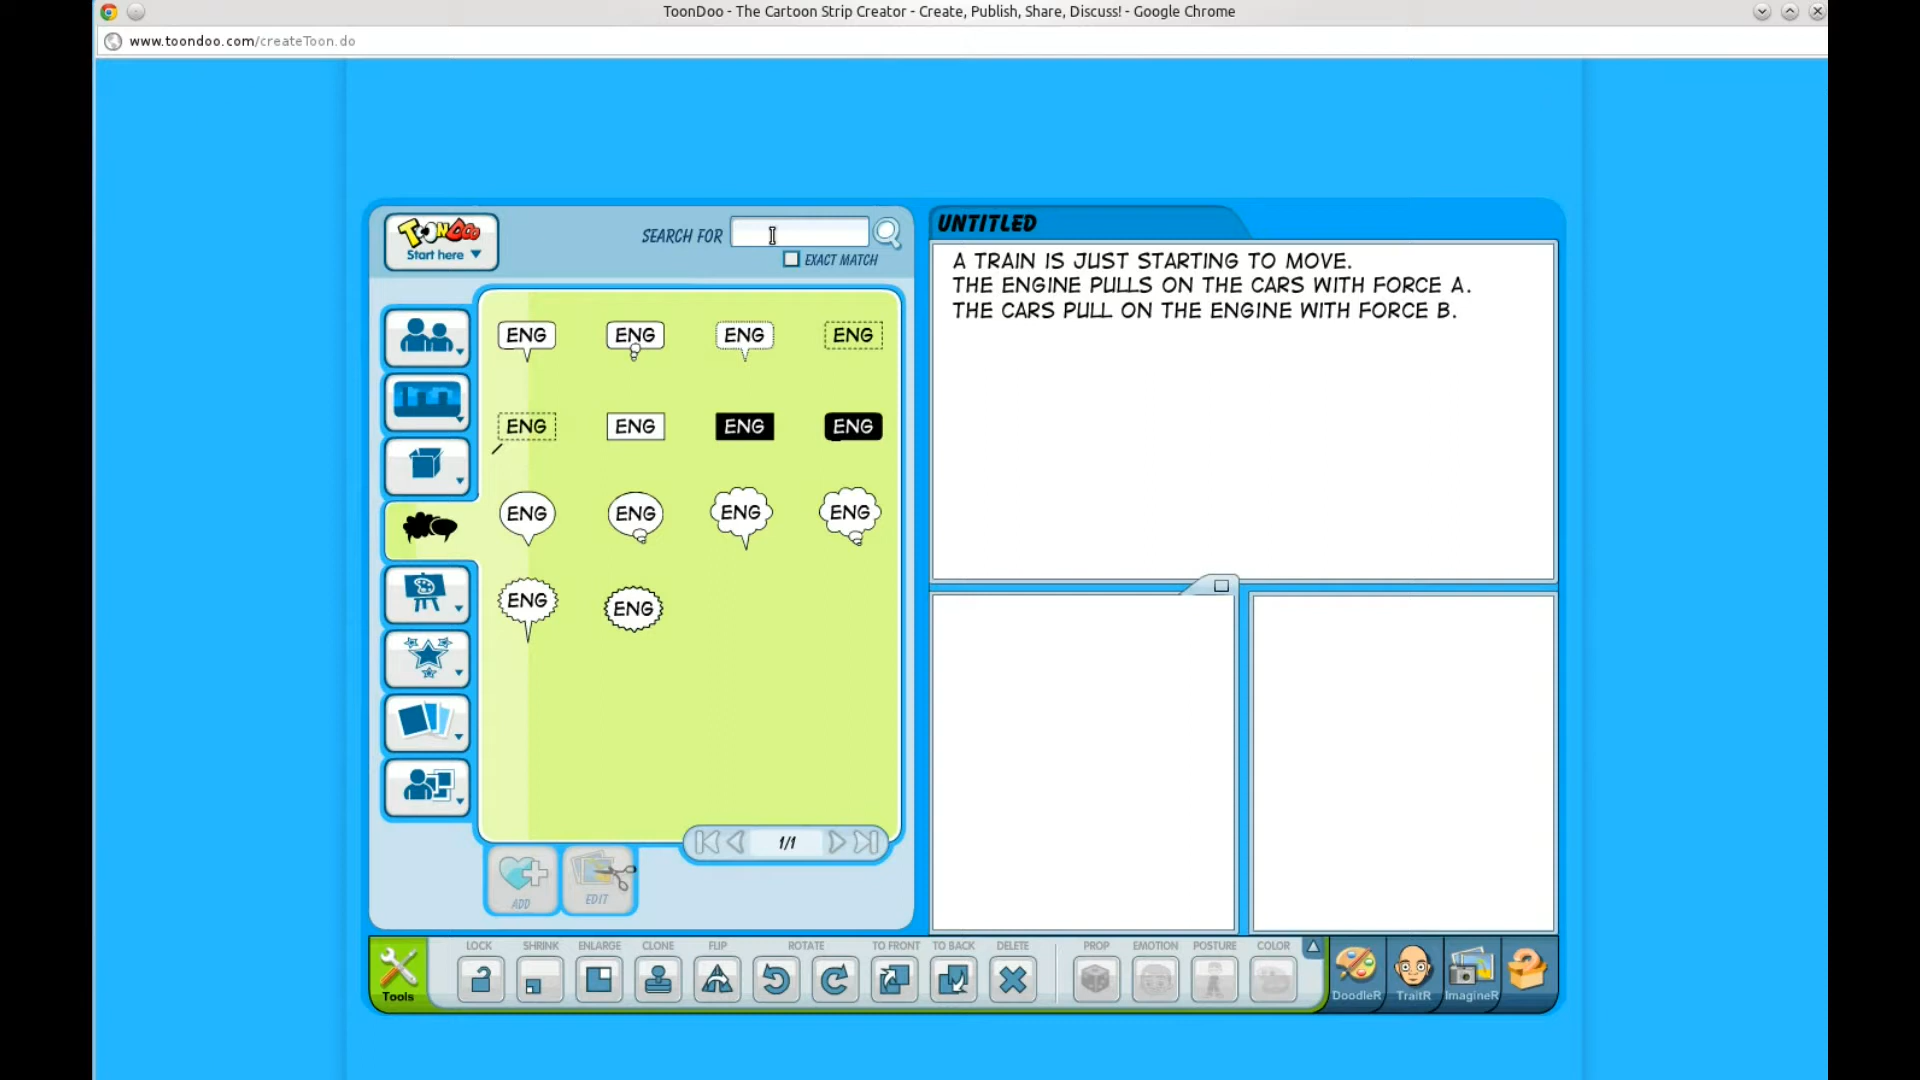 ToonDoo - The Cartoon Strip Creator - Create, Publish, Share, Discuss! - Google Chrome
www.toondoo.com/createToon.do
TOONDOO
Start here
SEARCH FOR
EXACT MATCH
UNTITLED
A TRAIN IS JUST STARTING TO MOVE.
THE ENGINE PULLS ON THE CARS WITH FORCE A.
THE CARS PULL ON THE ENGINE WITH FORCE B.
ENG ENG ENG ENG
ENG ENG ENG ENG
ENG ENG ENG ENG
ENG ENG
1/1
ADD EDIT
Tools
LOCK SHRINK ENLARGE CLONE FLIP ROTATE TO FRONT TO BACK DELETE PROP EMOTION POSTURE COLOR
DoodleR TraitR ImagineR